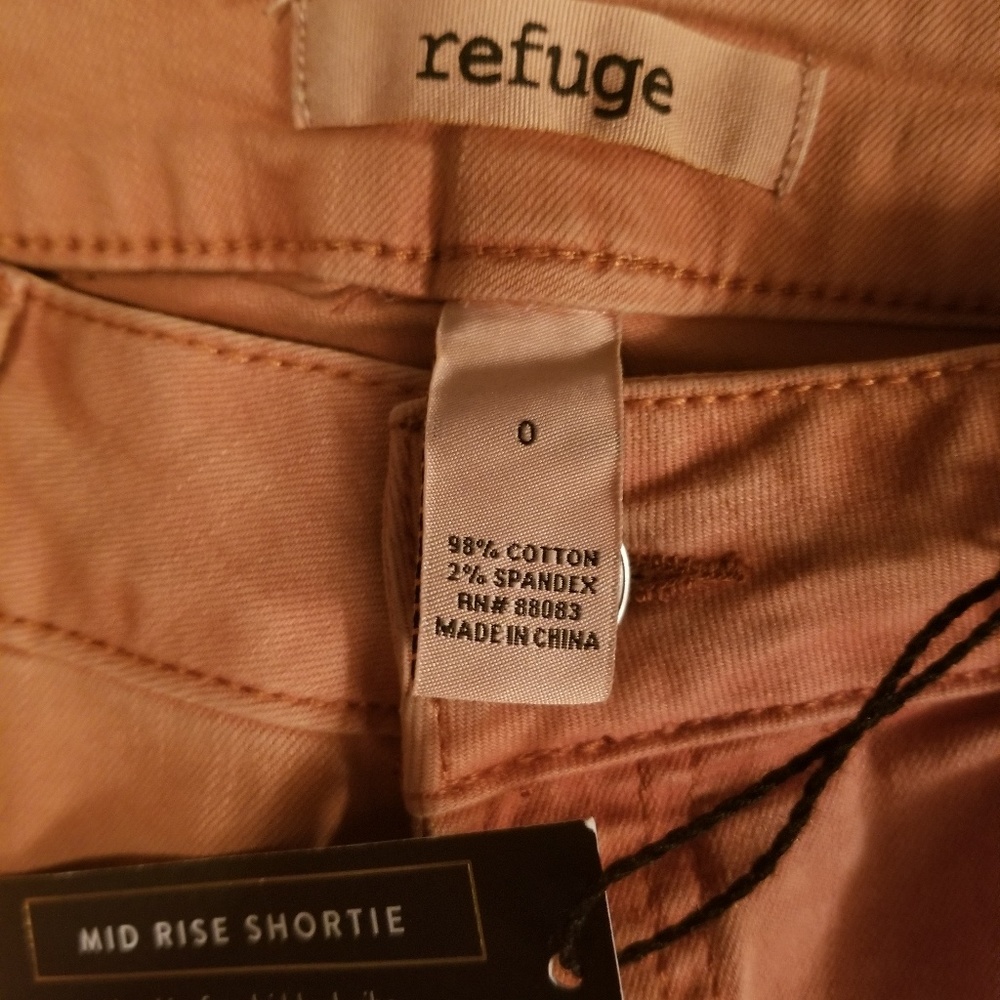 refuge
0
98% COTTON
2% SPANDEX
RN# 88083
MADE IN CHINA
MID RISE SHORTIE